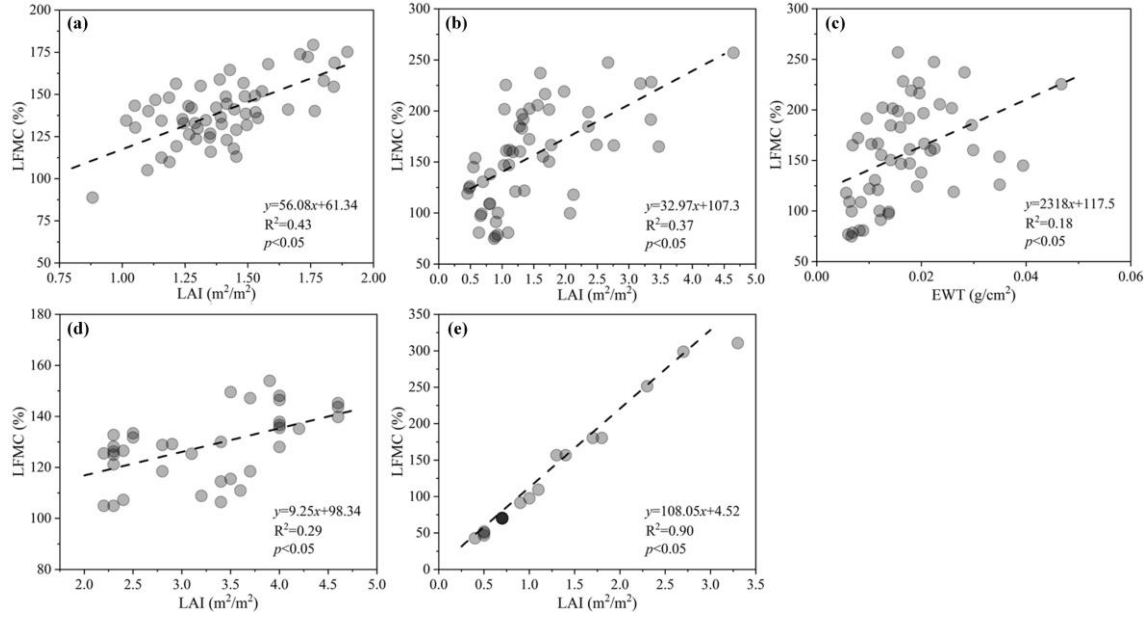 (a)
LFMC (%)
200
175
150
125
100
75
50
y=56.08x+61.34
R²=0.43
p<0.05
0.75
1.00
1.25
1.50
1.75
2.00
LAI (m²/m²)
(b)
LFMC (%)
300
250
200
150
100
50
y=32.97x+107.3
R²=0.37
p<0.05
0.0
0.5
1.0
1.5
2.0
2.5
3.0
3.5
4.0
4.5
5.0
LAI (m²/m²)
(c)
LFMC (%)
300
250
200
150
100
50
y=2318x+117.5
R²=0.18
p<0.05
0.00
0.02
0.04
0.06
EWT (g/cm²)
(d)
LFMC (%)
180
160
140
120
100
80
y=9.25x+98.34
R²=0.29
p<0.05
2.0
2.5
3.0
3.5
4.0
4.5
5.0
LAI (m²/m²)
(e)
LFMC (%)
350
300
250
200
150
100
50
0
y=108.05x+4.52
R²=0.90
p<0.05
0.0
0.5
1.0
1.5
2.0
2.5
3.0
3.5
LAI (m²/m²)